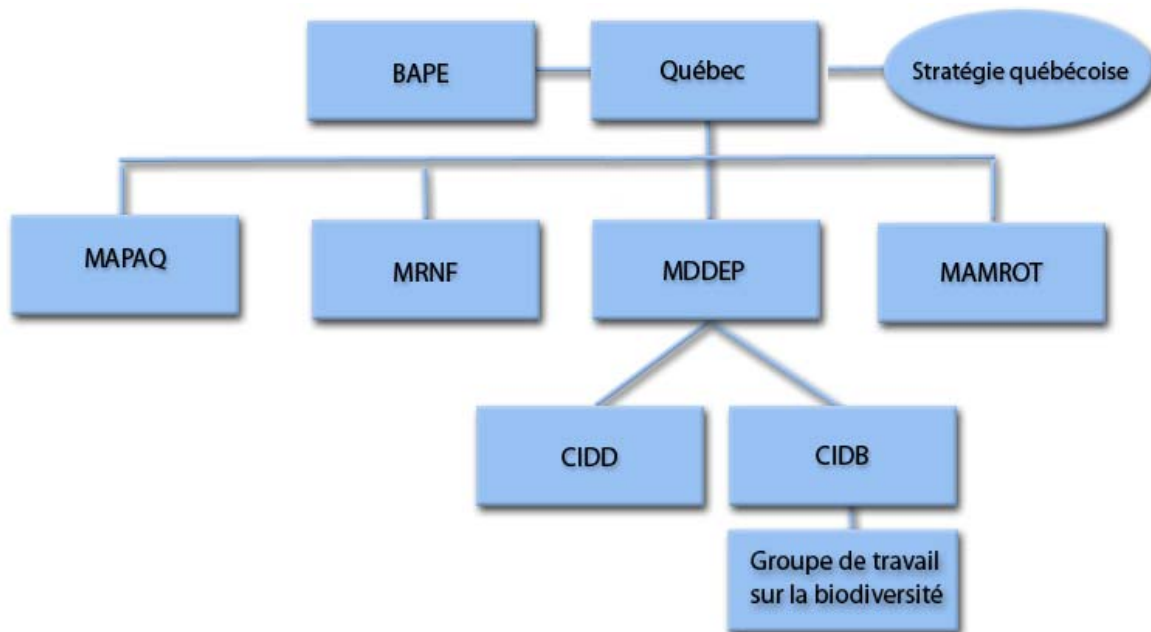 BAPE
Québec
Stratégie québécoise
MAPAQ
MRNF
MDDEP
MAMROT
CIDD
CIDB
Groupe de travail
sur la biodiversité